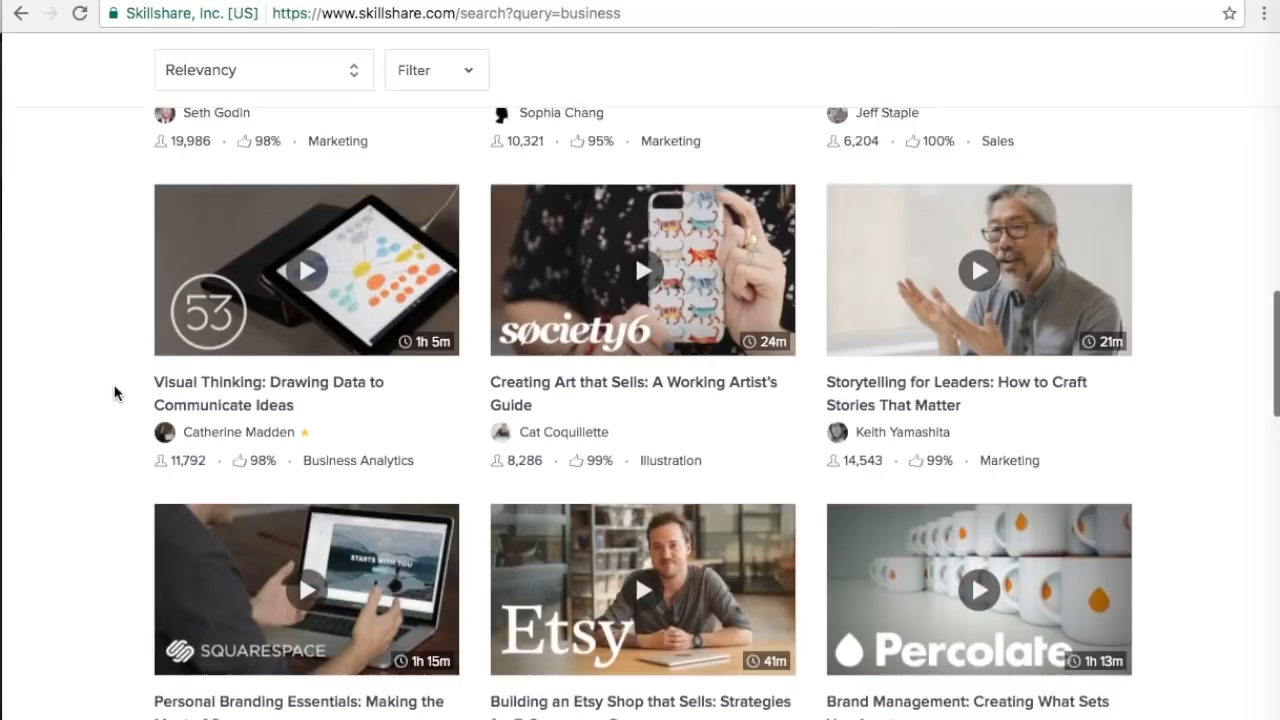 Skillshare, Inc. [US] https://www.skillshare.com/search?query=business
Relevancy
Filter
Seth Godin
Sophia Chang
Jeff Staple
19,986 · 98% · Marketing
10,321 · 95% · Marketing
6,204 · 100% · Sales
53
1h 5m
society6
24m
21m
Visual Thinking: Drawing Data to
Communicate Ideas
Creating Art that Sells: A Working Artist's
Guide
Storytelling for Leaders: How to Craft
Stories That Matter
Catherine Madden
Cat Coquillette
Keith Yamashita
11,792 · 98% · Business Analytics
8,286 · 99% · Illustration
14,543 · 99% · Marketing
STARTS WITH YOU
SQUARESPACE
1h 15m
Etsy
41m
Percolate
1h 13m
Personal Branding Essentials: Making the
Building an Etsy Shop that Sells: Strategies
Brand Management: Creating What Sets